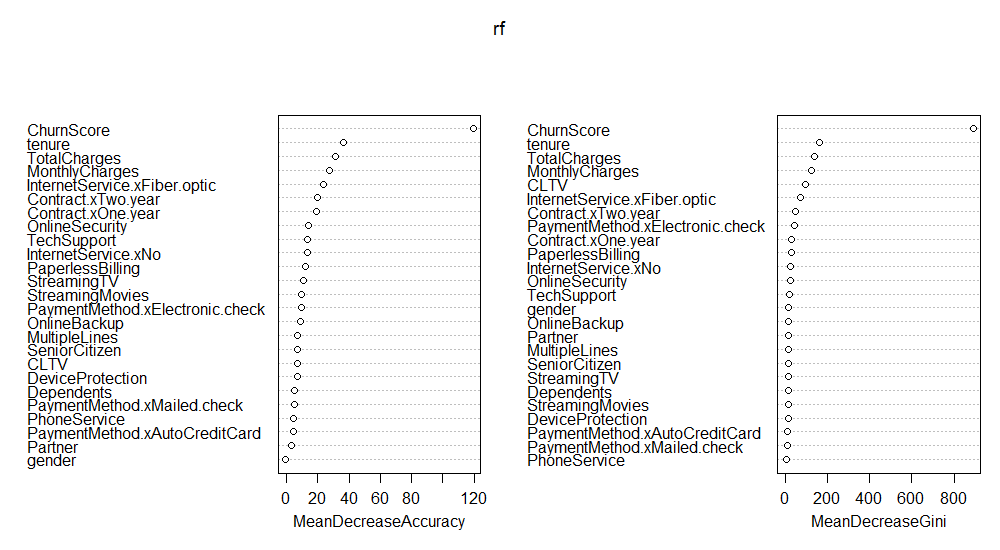 rf
ChurnScore
tenure
TotalCharges
MonthlyCharges
InternetService.xFiber.optic
Contract.xTwo.year
Contract.xOne.year
OnlineSecurity
TechSupport
InternetService.xNo
PaperlessBilling
StreamingTV
StreamingMovies
PaymentMethod.xElectronic.check
OnlineBackup
MultipleLines
SeniorCitizen
CLTV
DeviceProtection
Dependents
PaymentMethod.xMailed.check
PhoneService
PaymentMethod.xAutoCreditCard
Partner
gender
0 20 40 60 80 120
MeanDecreaseAccuracy
ChurnScore
tenure
TotalCharges
MonthlyCharges
CLTV
InternetService.xFiber.optic
Contract.xTwo.year
PaymentMethod.xElectronic.check
Contract.xOne.year
PaperlessBilling
InternetService.xNo
OnlineSecurity
TechSupport
gender
OnlineBackup
Partner
MultipleLines
SeniorCitizen
StreamingTV
Dependents
StreamingMovies
DeviceProtection
PaymentMethod.xAutoCreditCard
PaymentMethod.xMailed.check
PhoneService
0 200 400 600 800
MeanDecreaseGini